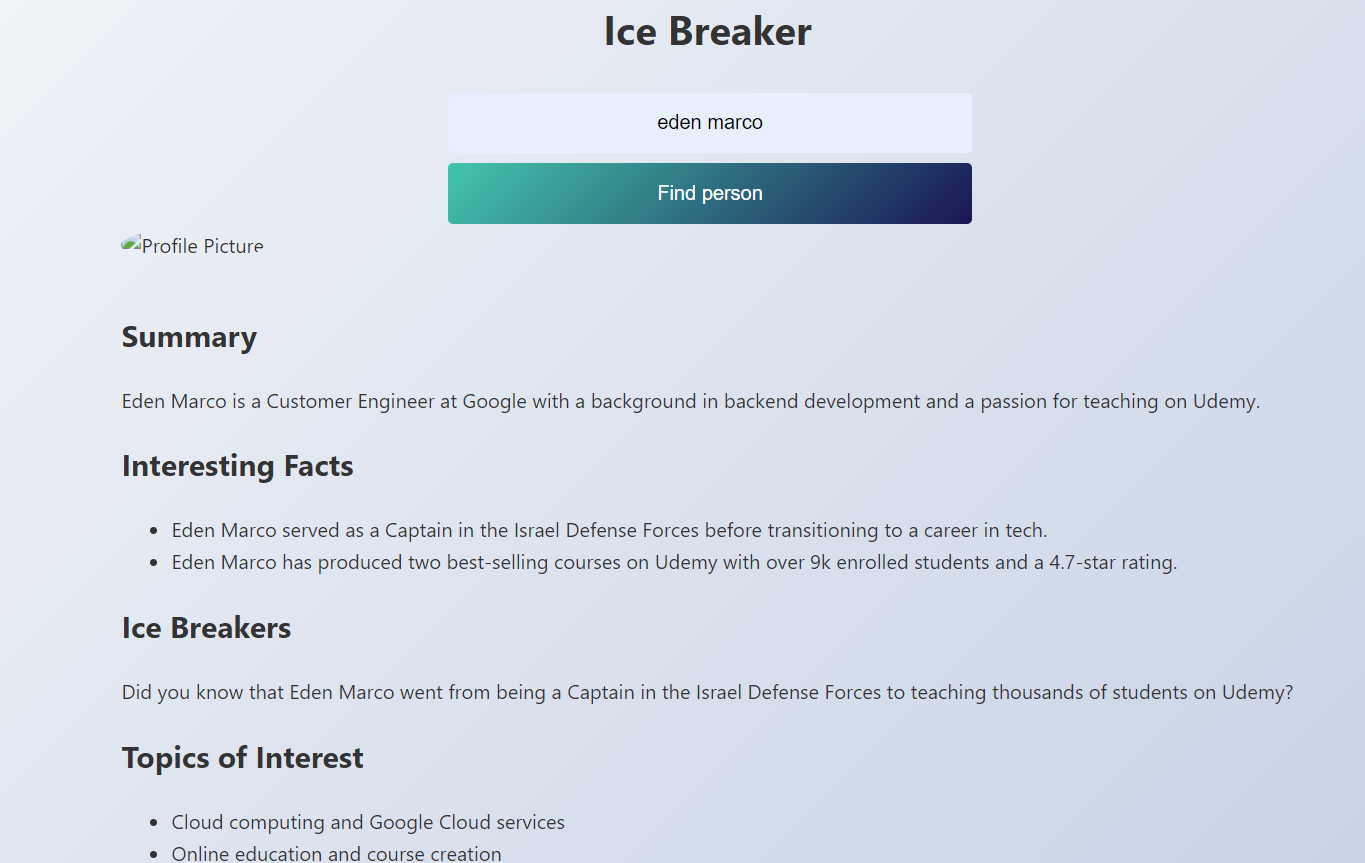 Ice Breaker
eden marco
Find person
Profile Picture
Summary
Eden Marco is a Customer Engineer at Google with a background in backend development and a passion for teaching on Udemy.
Interesting Facts
Eden Marco served as a Captain in the Israel Defense Forces before transitioning to a career in tech.
Eden Marco has produced two best-selling courses on Udemy with over 9k enrolled students and a 4.7-star rating.
Ice Breakers
Did you know that Eden Marco went from being a Captain in the Israel Defense Forces to teaching thousands of students on Udemy?
Topics of Interest
Cloud computing and Google Cloud services
Online education and course creation